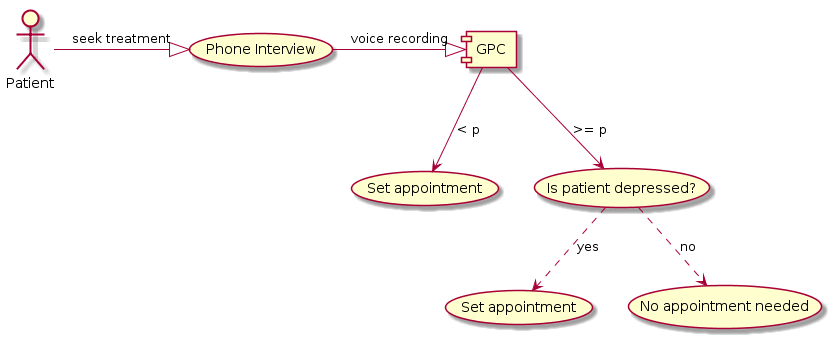 seek treatment
voice recording
Phone Interview
GPC
Patient
< p
>= p
Set appointment
Is patient depressed?
yes
no
Set appointment
No appointment needed